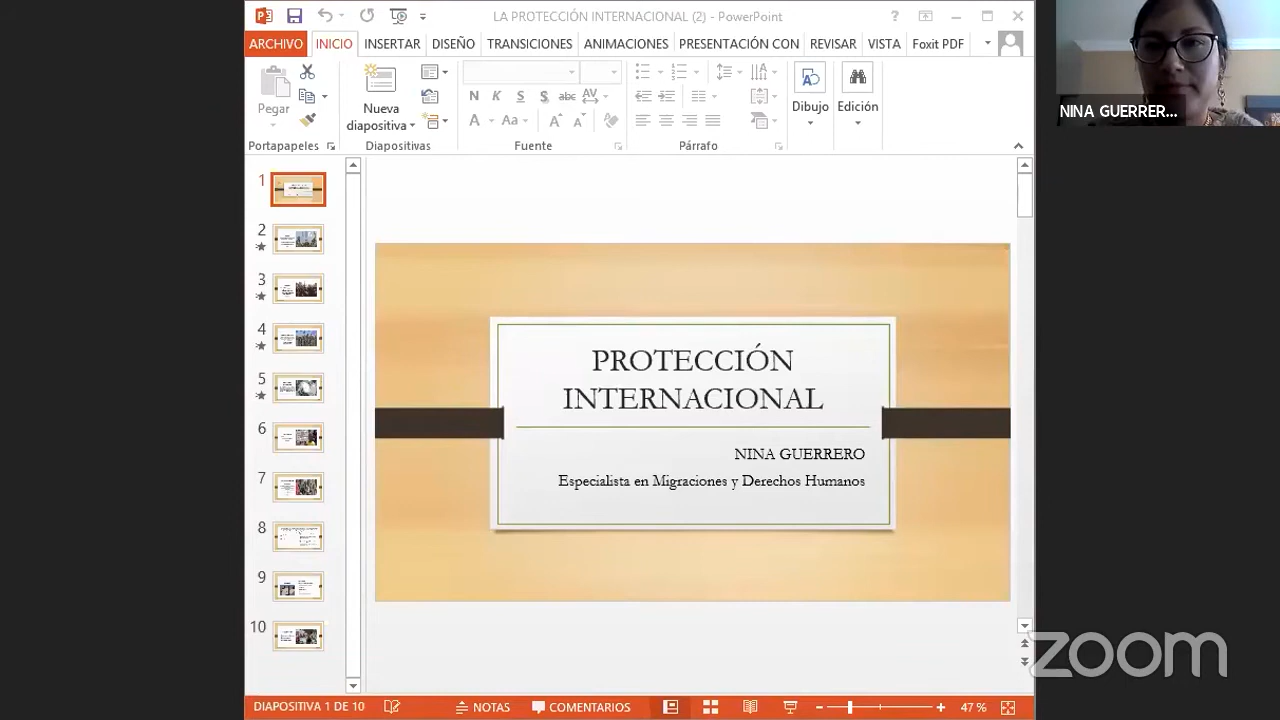 LA PROTECCIÓN INTERNACIONAL (2) - PowerPoint
ARCHIVO INICIO INSERTAR DISEÑO TRANSICIONES ANIMACIONES PRESENTACIÓN CON REVISAR VISTA Foxit PDF
Pegar
Nueva
diapositiva
N K S S abc AV
A Aa A A
Dibujo
Edición
Portapapeles Diapositivas Fuente Párrafo
NINA GUERRER...
1
2
3
4
5
6
7
8
9
10
PROTECCIÓN
INTERNACIONAL
NINA GUERRERO
Especialista en Migraciones y Derechos Humanos
zoom
DIAPOSITIVA 1 DE 10 NOTAS COMENTARIOS 47 %